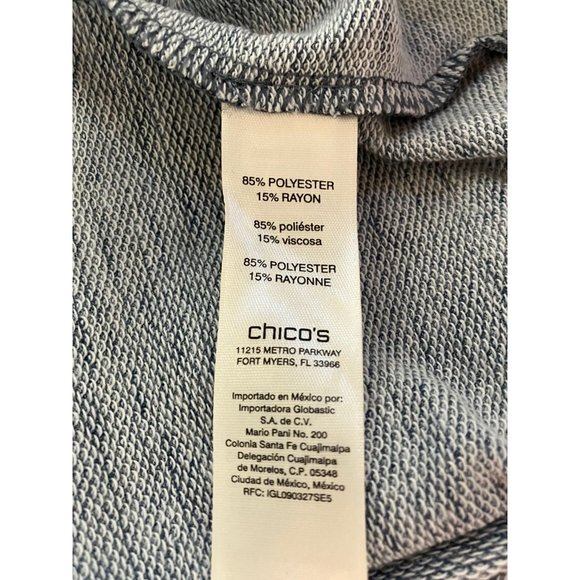 85% POLYESTER
15% RAYON
85% poliéster
15% viscosa
85% POLYESTER
15% RAYONNE
chico's
11215 METRO PARKWAY
FORT MYERS, FL 33966
Importado en México por:
Importadora Globastic
S.A. de C.V.
Mario Pani No. 200
Colonia Santa Fe Cuajimalpa
Delegación Cuajimalpa
de Morelos, C.P. 05348
Ciudad de México, México
RFC: IGL090327SE5